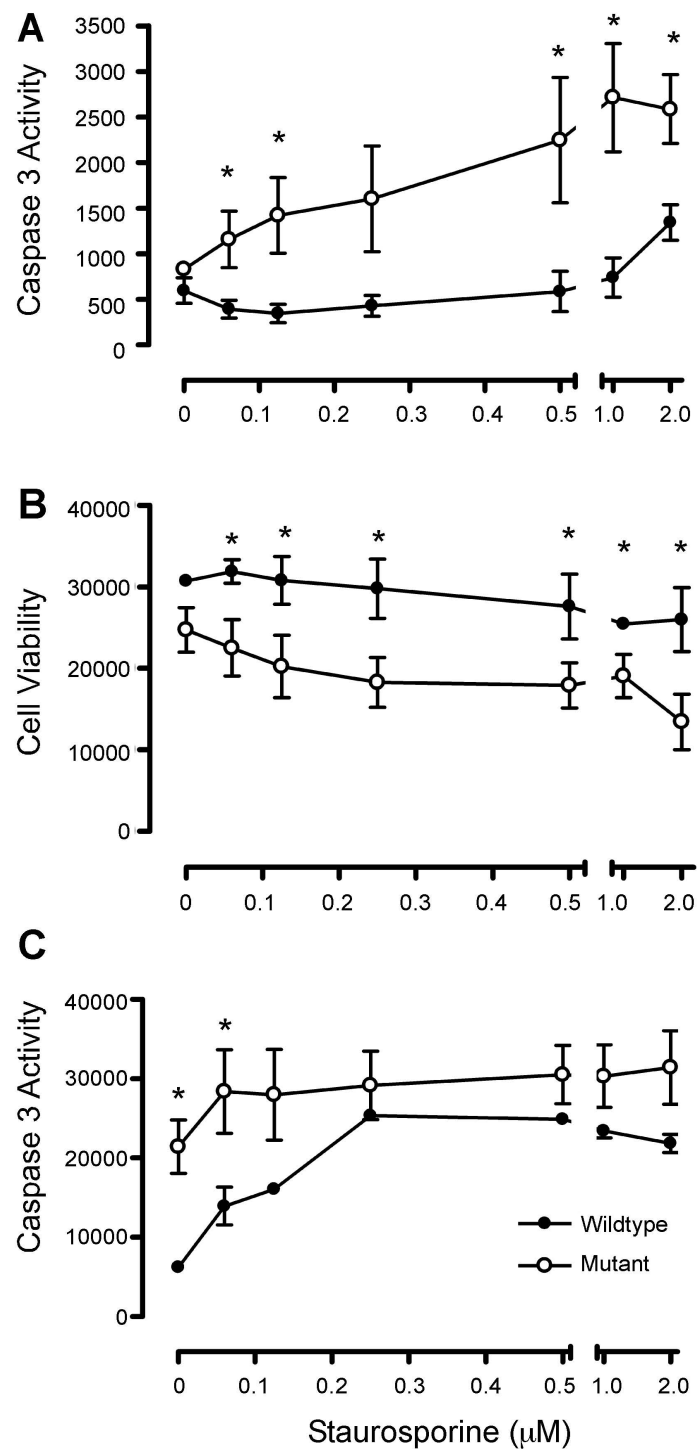 A
Caspase 3 Activity
3500
3000
2500
2000
1500
1000
500
0
* * * * *
0 0.1 0.2 0.3 0.4 0.5 1.0 2.0
B
Cell Viability
40000
30000
20000
10000
0
* * * * * *
0 0.1 0.2 0.3 0.4 0.5 1.0 2.0
C
Caspase 3 Activity
40000
30000
20000
10000
0
* *
Wildtype
Mutant
0 0.1 0.2 0.3 0.4 0.5 1.0 2.0
Staurosporine (μM)